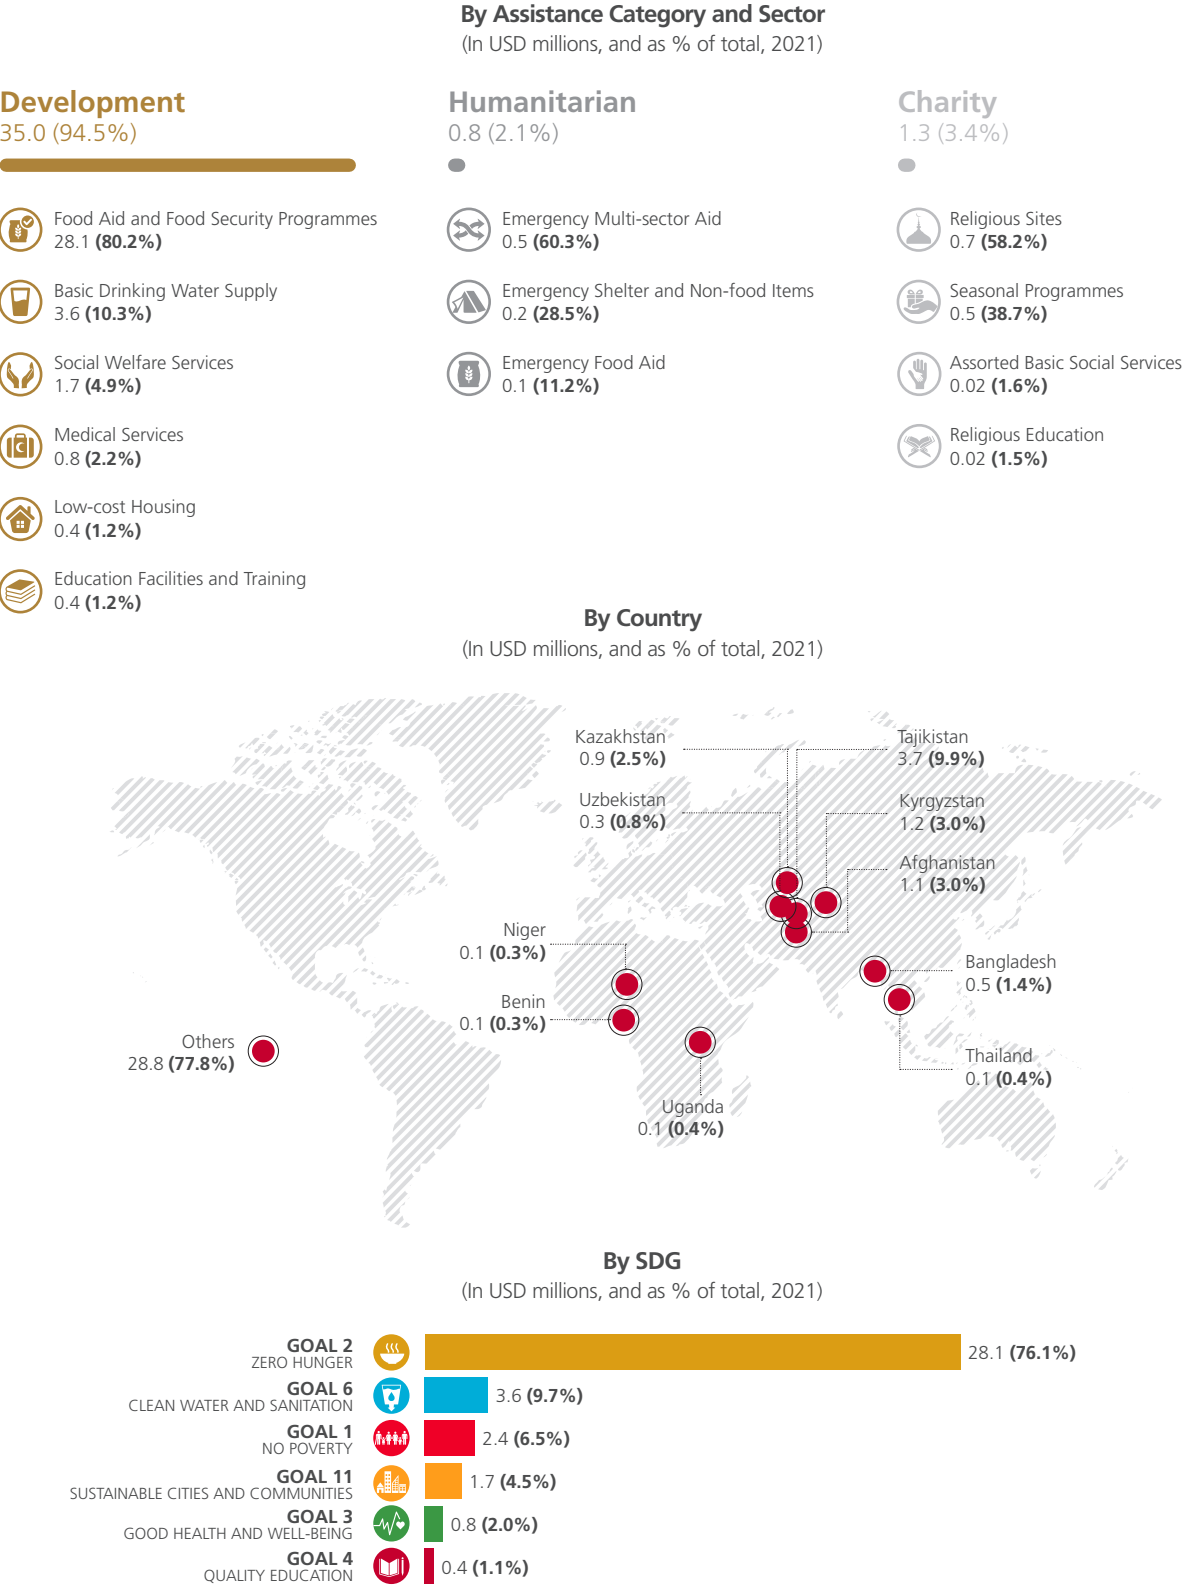 By Assistance Category and Sector
(In USD millions, and as % of total, 2021)
Development
35.0 (94.5%)
Food Aid and Food Security Programmes
28.1 (80.2%)
Basic Drinking Water Supply
3.6 (10.3%)
Social Welfare Services
1.7 (4.9%)
Medical Services
0.8 (2.2%)
Low-cost Housing
0.4 (1.2%)
Education Facilities and Training
0.4 (1.2%)
Humanitarian
0.8 (2.1%)
Emergency Multi-sector Aid
0.5 (60.3%)
Emergency Shelter and Non-food Items
0.2 (28.5%)
Emergency Food Aid
0.1 (11.2%)
Charity
1.3 (3.4%)
Religious Sites
0.7 (58.2%)
Seasonal Programmes
0.5 (38.7%)
Assorted Basic Social Services
0.02 (1.6%)
Religious Education
0.02 (1.5%)
By Country
(In USD millions, and as % of total, 2021)
Kazakhstan
0.9 (2.5%)
Tajikistan
3.7 (9.9%)
Uzbekistan
0.3 (0.8%)
Kyrgyzstan
1.2 (3.0%)
Afghanistan
1.1 (3.0%)
Niger
0.1 (0.3%)
Bangladesh
0.5 (1.4%)
Benin
0.1 (0.3%)
Others
28.8 (77.8%)
Thailand
0.1 (0.4%)
Uganda
0.1 (0.4%)
By SDG
(In USD millions, and as % of total, 2021)
GOAL 2
ZERO HUNGER
28.1 (76.1%)
GOAL 6
CLEAN WATER AND SANITATION
3.6 (9.7%)
GOAL 1
NO POVERTY
2.4 (6.5%)
GOAL 11
SUSTAINABLE CITIES AND COMMUNITIES
1.7 (4.5%)
GOAL 3
GOOD HEALTH AND WELL-BEING
0.8 (2.0%)
GOAL 4
QUALITY EDUCATION
0.4 (1.1%)